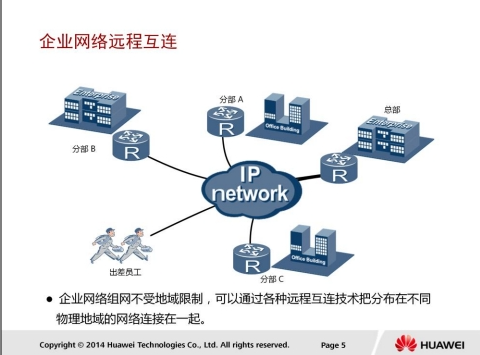 企业网络远程互连
分部 A
总部
Enterprise
Office Building
Enterprise
R
分部 B
R
R
IP
network
R
Office Building
出差员工
分部 C
● 企业网络组网不受地域限制，可以通过各种远程互连技术把分布在不同
物理地域的网络连接在一起。
Copyright © 2014 Huawei Technologies Co., Ltd. All rights reserved. Page 5 HUAWEI